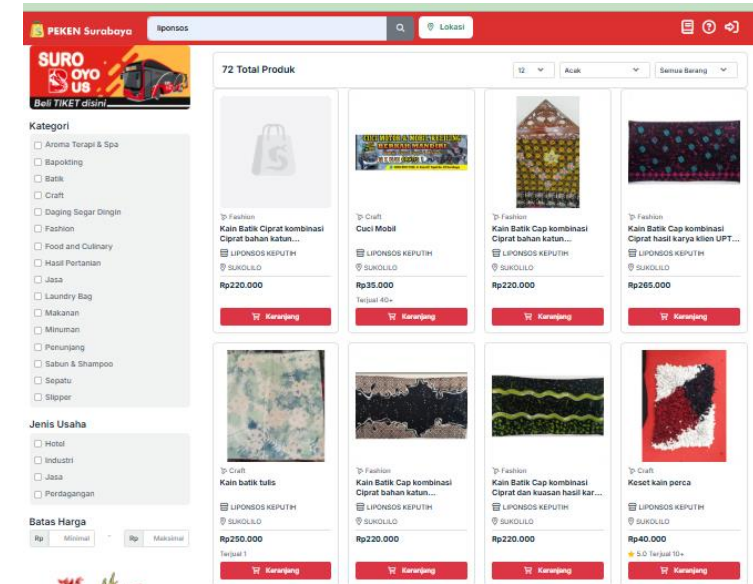 PEKEN Surabaya
liponsos
Lokasi
SURO
BOYO
BUS
Beli TIKET disini
Kategori
Aroma Terapi & Spa
Bapokting
Batik
Craft
Daging Segar Dingin
Fashion
Food and Culinary
Hasil Pertanian
Jasa
Laundry Bag
Makanan
Minuman
Penunjang
Sabun & Shampoo
Sepatu
Slipper
Jenis Usaha
Hotel
Industri
Jasa
Perdagangan
Batas Harga
Rp Minimal - Rp Maksimal
72 Total Produk
12
Acak
Semua Barang
Fashion
Kain Batik Ciprat kombinasi
Ciprat bahan katun...
LIPONSOS KEPUTIH
SUKOLILO
Rp220.000
Keranjang
CUCI MOTOR & MOBIL KELILING
BERKAH MANDIRI
Craft
Cuci Mobil
LIPONSOS KEPUTIH
SUKOLILO
Rp35.000
Terjual 40+
Keranjang
Fashion
Kain Batik Cap kombinasi
Ciprat bahan katun...
LIPONSOS KEPUTIH
SUKOLILO
Rp220.000
Keranjang
Fashion
Kain Batik Cap kombinasi
Ciprat hasil karya klien UPT...
LIPONSOS KEPUTIH
SUKOLILO
Rp265.000
Keranjang
Craft
Kain batik tulis
LIPONSOS KEPUTIH
SUKOLILO
Rp250.000
Terjual 1
Keranjang
Fashion
Kain Batik Cap kombinasi
Ciprat bahan katun...
LIPONSOS KEPUTIH
SUKOLILO
Rp220.000
Keranjang
Fashion
Kain Batik Cap kombinasi
Ciprat dan kuasan hasil kar...
LIPONSOS KEPUTIH
SUKOLILO
Rp220.000
Keranjang
Craft
Keset kain perca
LIPONSOS KEPUTIH
SUKOLILO
Rp40.000
5.0 Terjual 10+
Keranjang